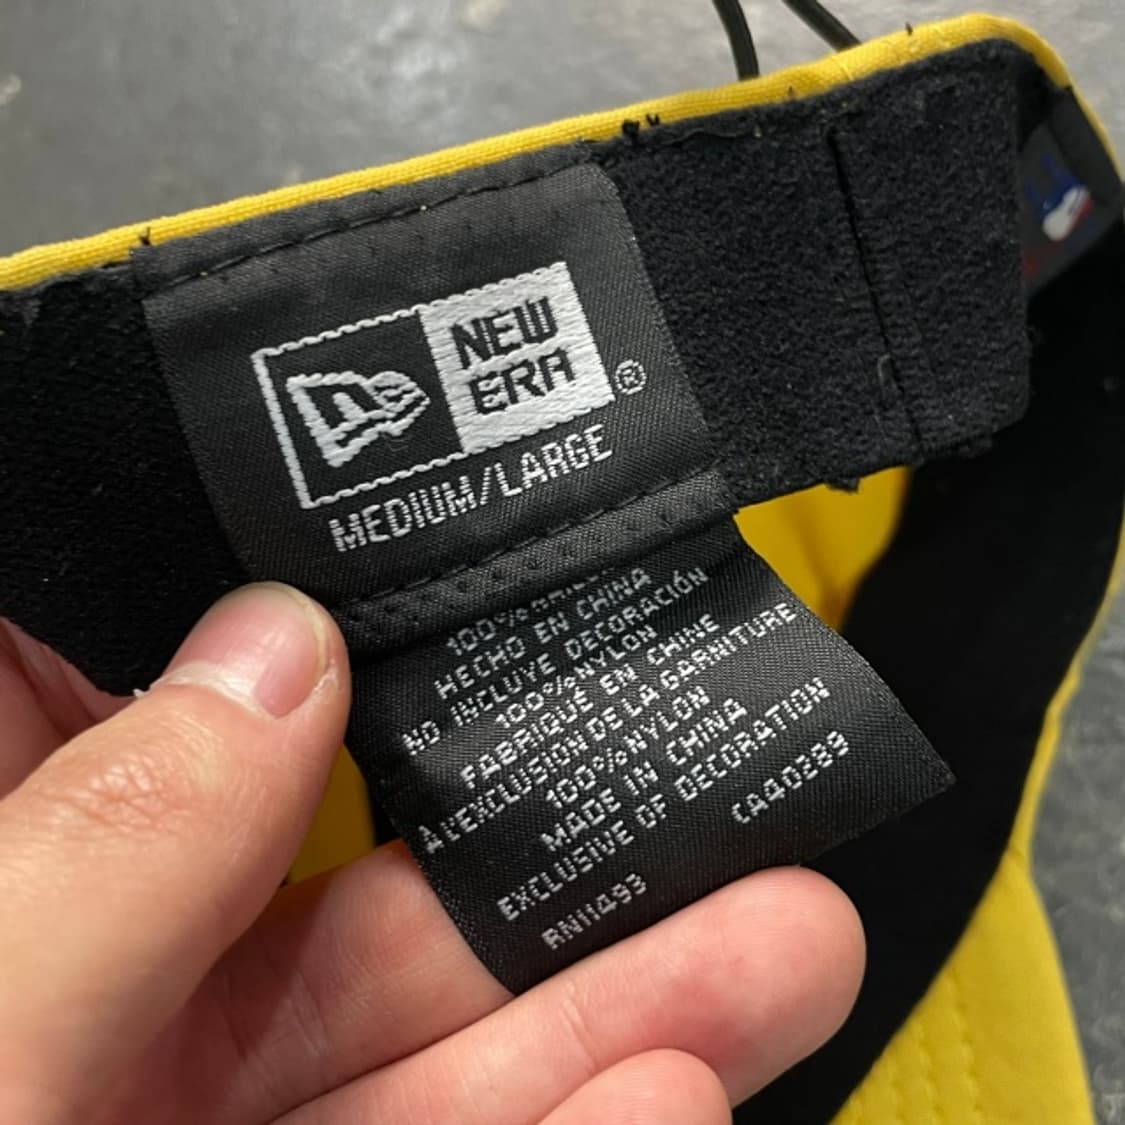 NEW
ERA
®
MEDIUM/LARGE
HECHO EN CHINA
NO INCLUYE DECORACIÓN
100% NYLON
FABRIQUÉ EN CHINE
A L'EXCLUSION DE LA GARNITURE
100% NYLON
MADE IN CHINA
EXCLUSIVE OF DECORATION
RN11493